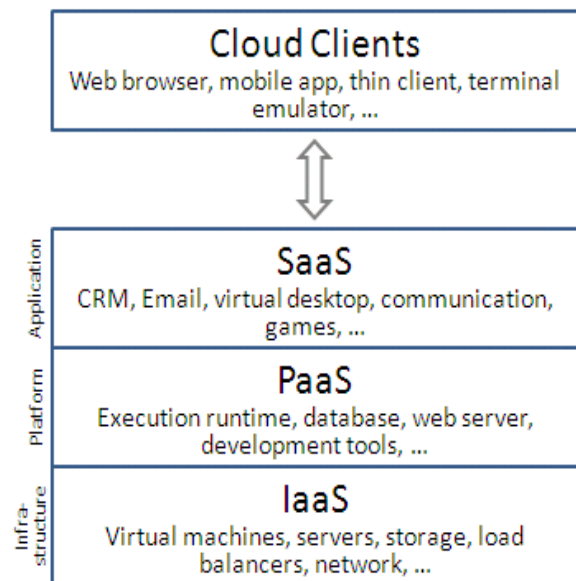 Cloud Clients
Web browser, mobile app, thin client, terminal
emulator, ...
Application
SaaS
CRM, Email, virtual desktop, communication,
games, ...
Platform
PaaS
Execution runtime, database, web server,
development tools, ...
Infra-
structure
IaaS
Virtual machines, servers, storage, load
balancers, network, ...